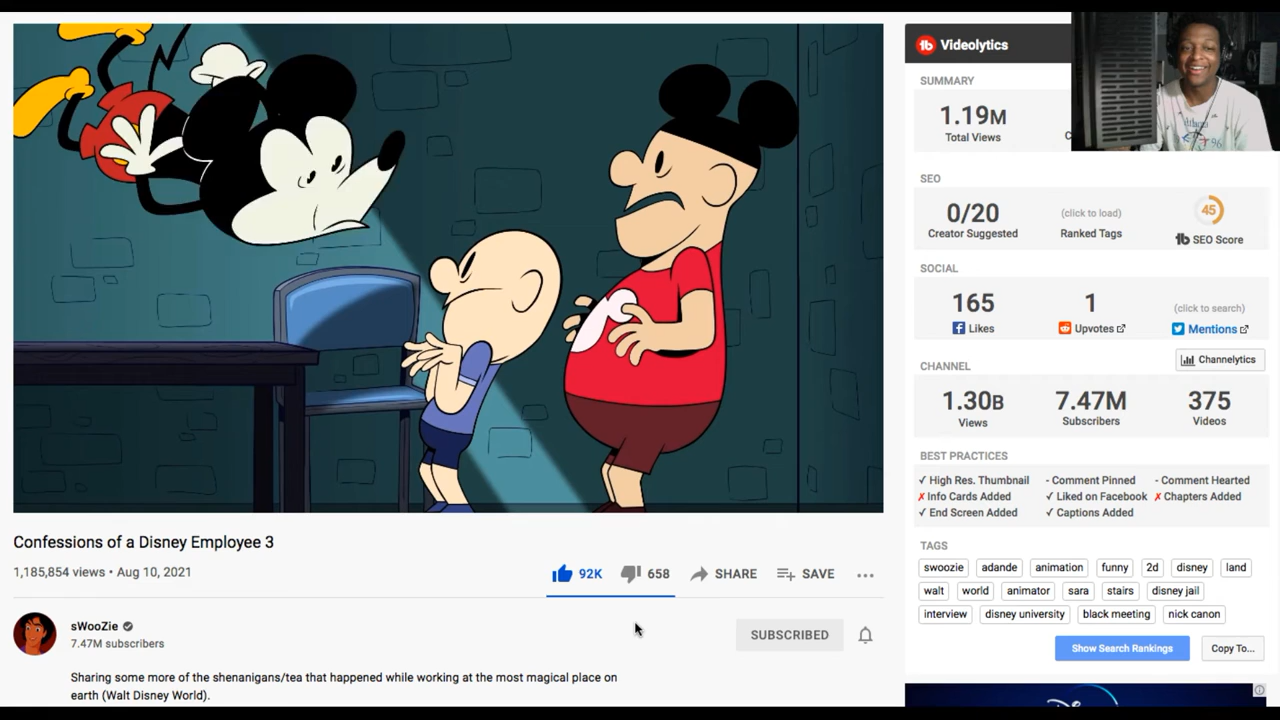 Confessions of a Disney Employee 3
1,185,854 views • Aug 10, 2021
92K
658
SHARE
SAVE
sWooZie
7.47M subscribers
SUBSCRIBED
Sharing some more of the shenanigans/tea that happened while working at the most magical place on
earth (Walt Disney World).
tb Videolytics
SUMMARY
1.19M
Total Views
SEO
0/20 (click to load) 45
Creator Suggested Ranked Tags tb SEO Score
SOCIAL
165 1 (click to search)
Likes Upvotes Mentions
Channelytics
CHANNEL
1.30B 7.47M 375
Views Subscribers Videos
BEST PRACTICES
✓ High Res. Thumbnail - Comment Pinned - Comment Hearted
✗ Info Cards Added ✓ Liked on Facebook ✗ Chapters Added
✓ End Screen Added ✓ Captions Added
TAGS
swoozie adande animation funny 2d disney land
walt world animator sara stairs disney jail
interview disney university black meeting nick canon
Show Search Rankings Copy To...
96